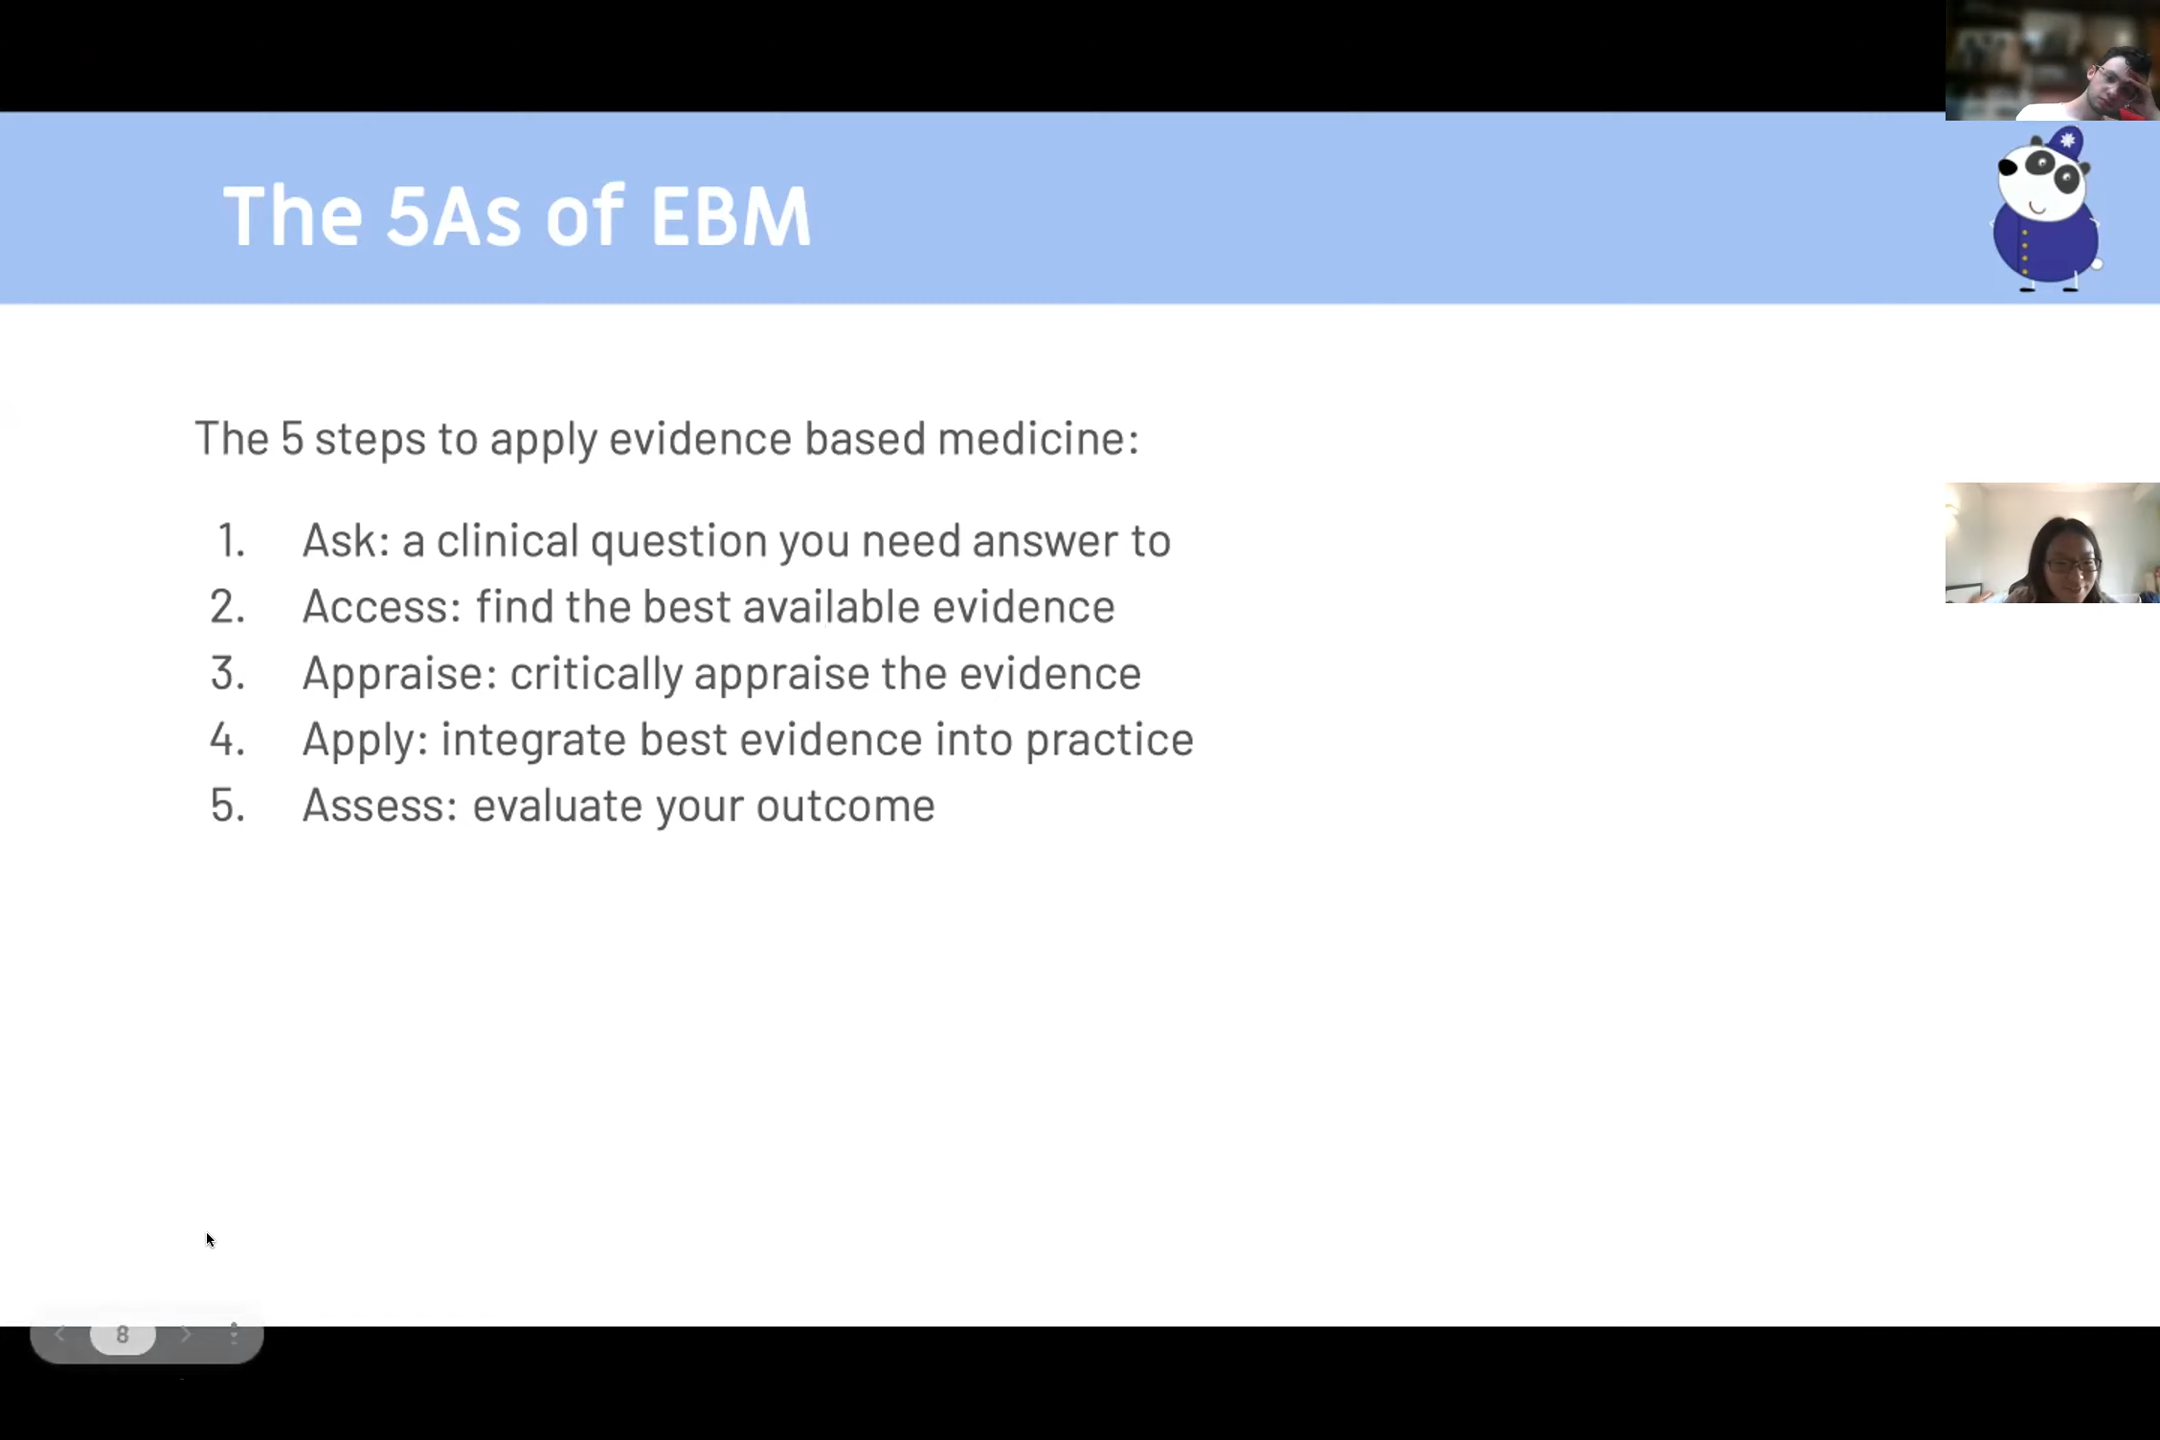 The 5As of EBM
The 5 steps to apply evidence based medicine:
1. Ask: a clinical question you need answer to
2. Access: find the best available evidence
3. Appraise: critically appraise the evidence
4. Apply: integrate best evidence into practice
5. Assess: evaluate your outcome
8